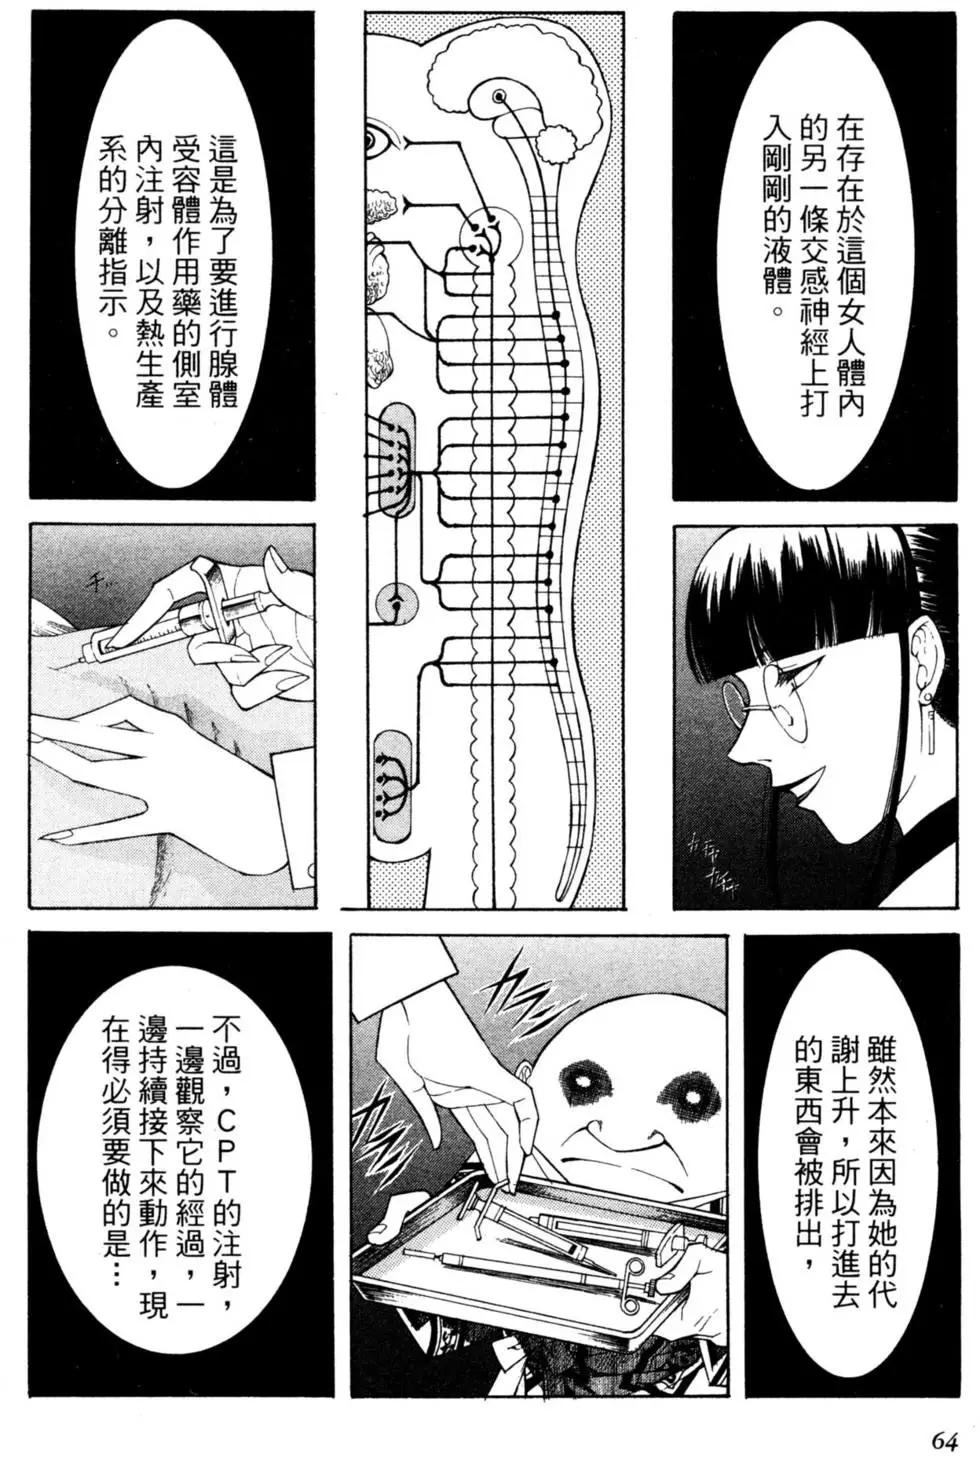 在存在於這個女人體內
的另一條交感神經上打
入剛剛的液體。
這是為了要進行腺體
受容體作用藥的側室
內注射，以及熱生產
系的分離指示。
雖然本來因為她的代
謝上升，所以打進去
的東西會被排出，
不過，CPT的注射，
一邊觀察它的經過，一
邊持續接下來動作，現
在得必須要做的是…
64